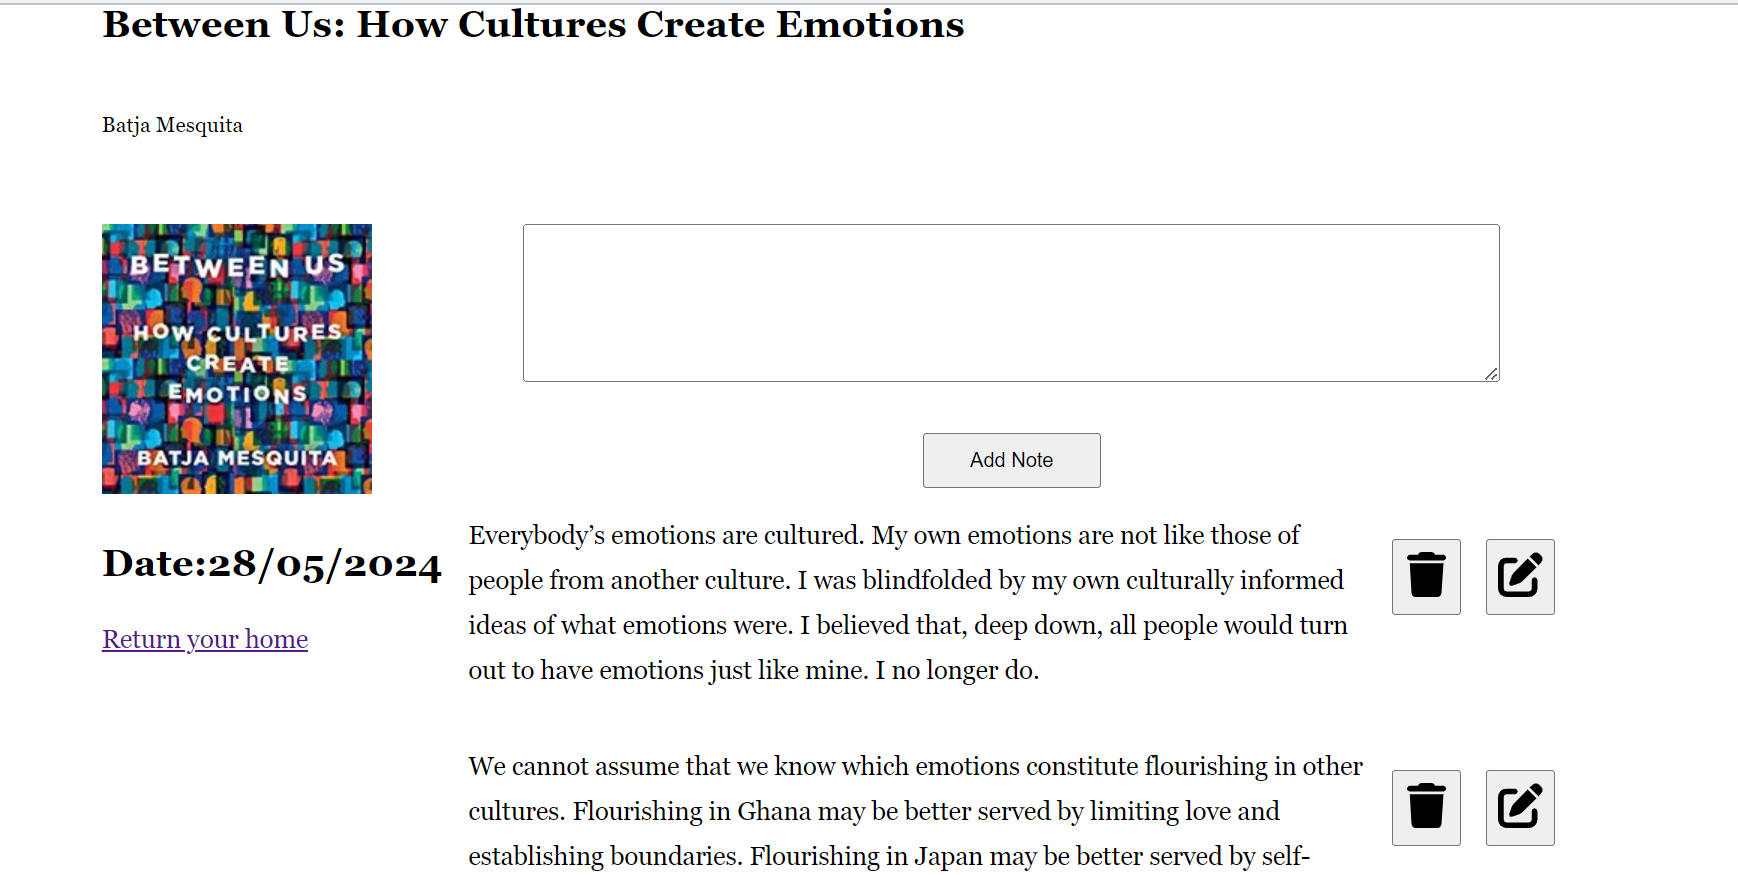 Between Us: How Cultures Create Emotions
Batja Mesquita
BETWEEN US
HOW CULTURES
CREATE
EMOTIONS
BATJA MESQUITA
Add Note
Date:28/05/2024
Return your home
Everybody’s emotions are cultured. My own emotions are not like those of
people from another culture. I was blindfolded by my own culturally informed
ideas of what emotions were. I believed that, deep down, all people would turn
out to have emotions just like mine. I no longer do.
We cannot assume that we know which emotions constitute flourishing in other
cultures. Flourishing in Ghana may be better served by limiting love and
establishing boundaries. Flourishing in Japan may be better served by self-